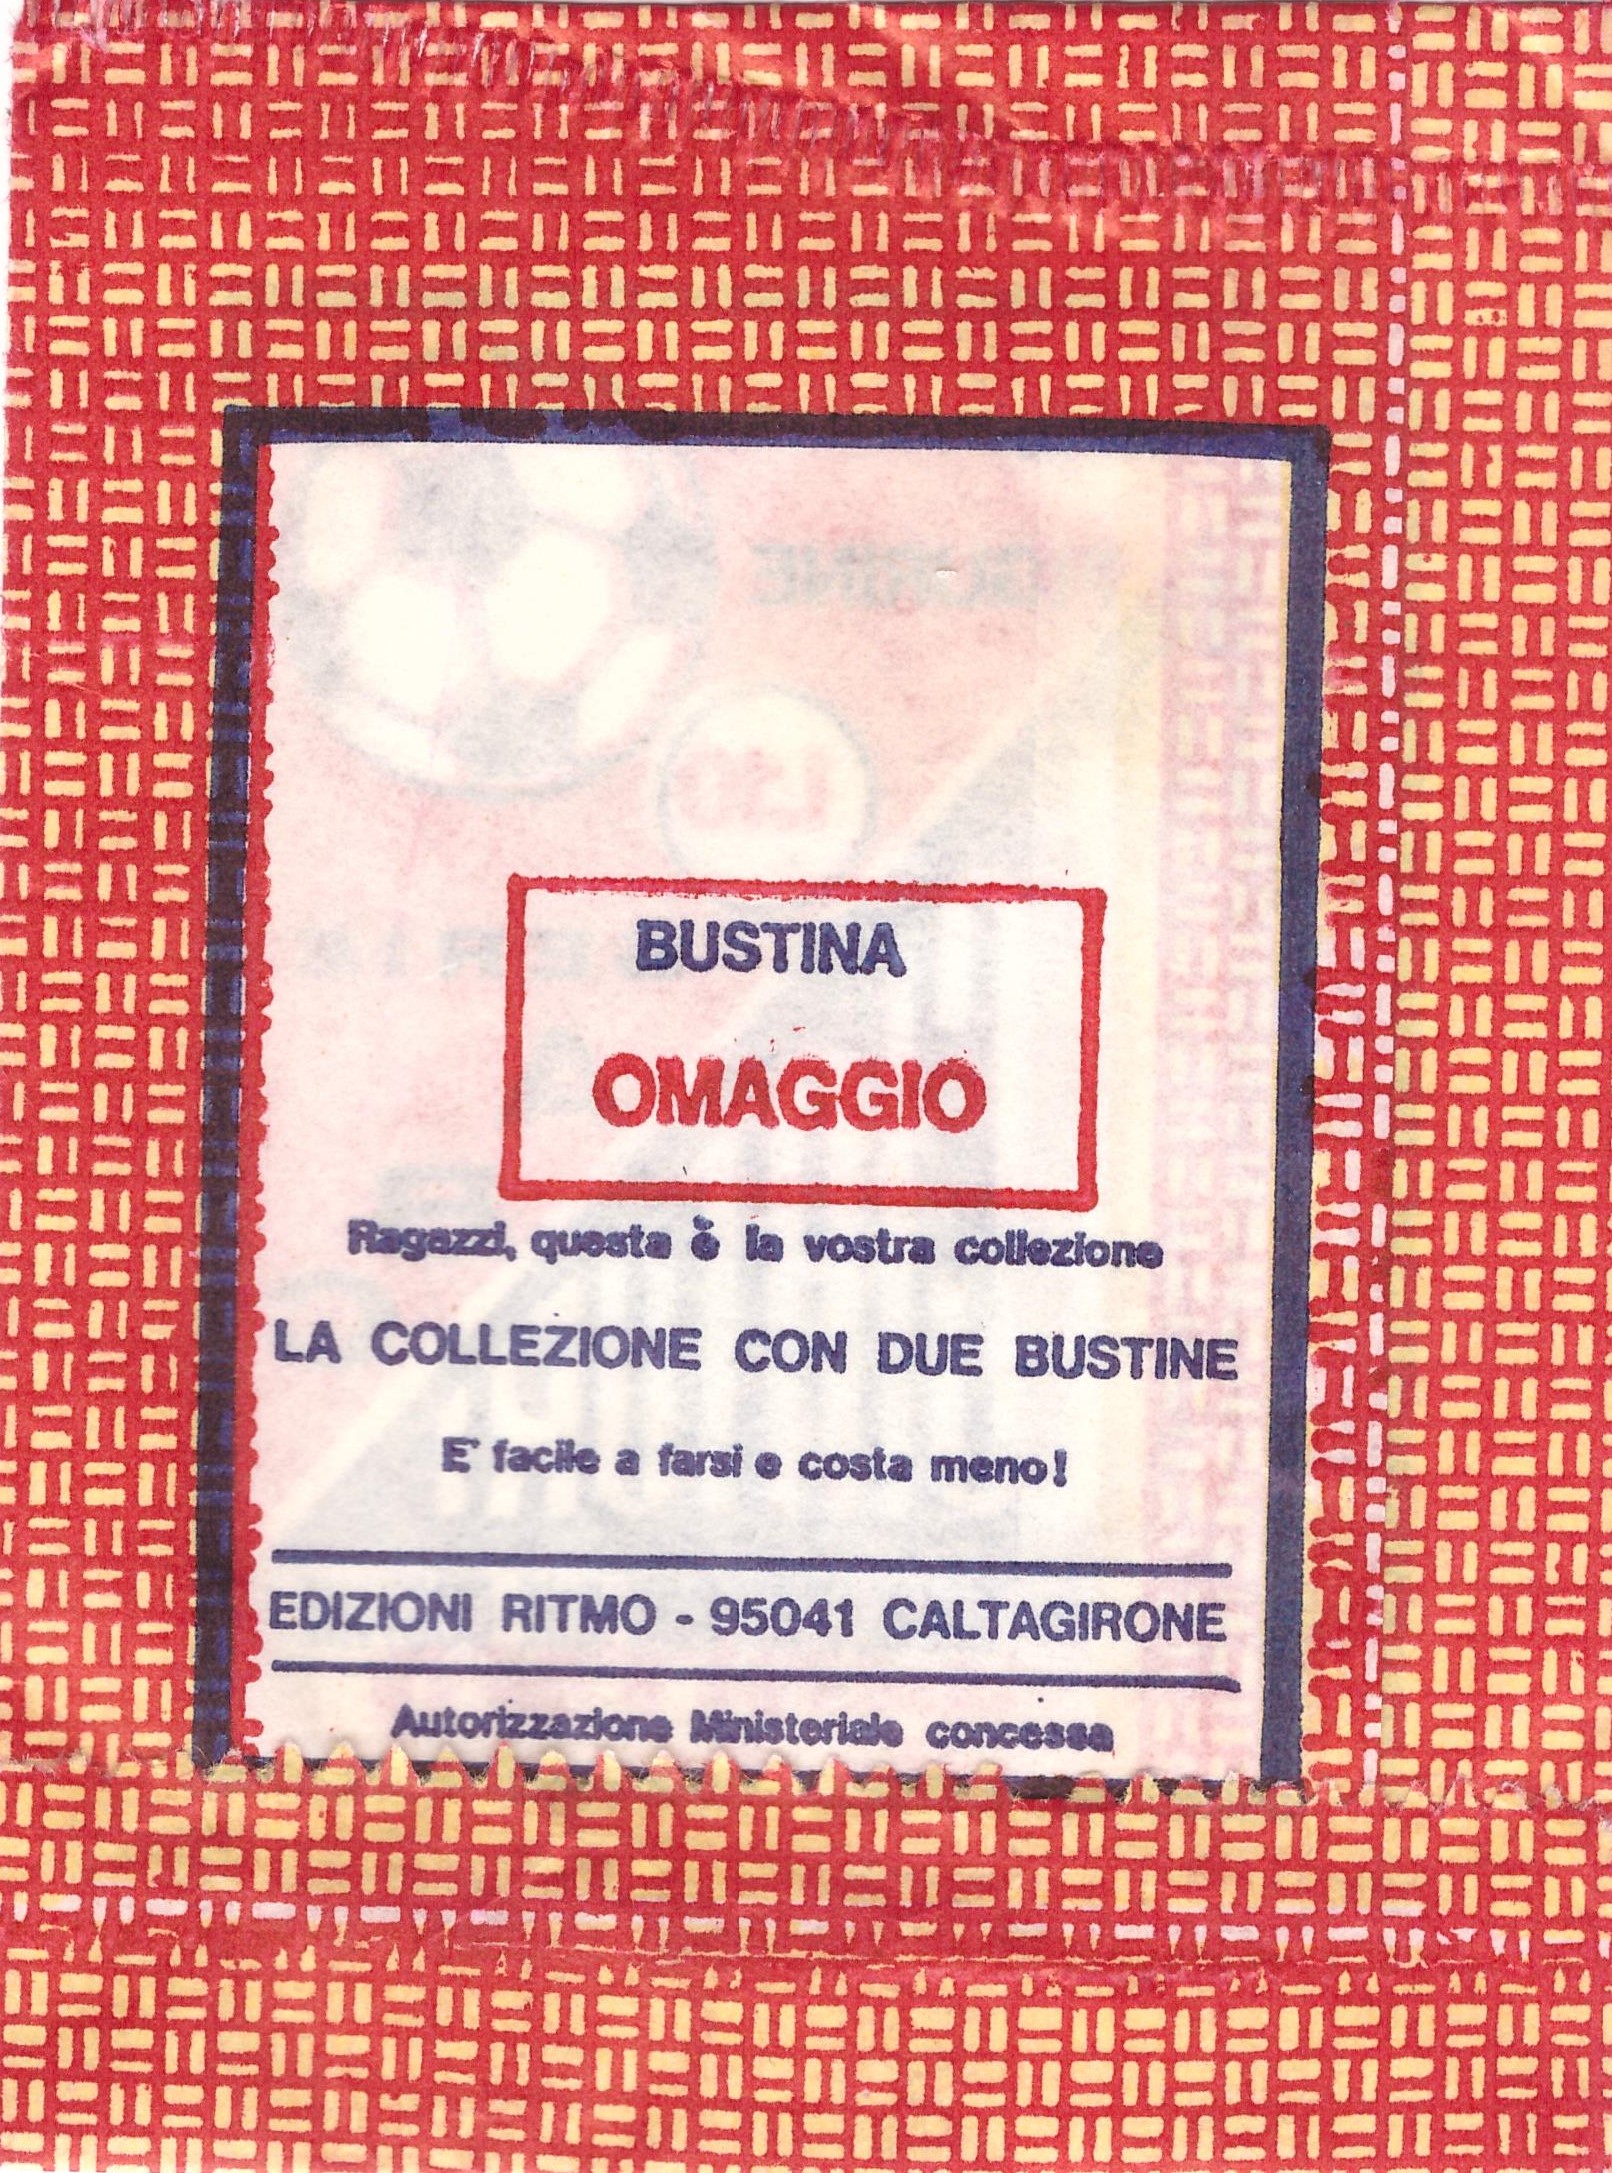 BUSTINA
OMAGGIO
Ragazzi, questa è la vostra collezione
LA COLLEZIONE CON DUE BUSTINE
E' facile a farsi e costa meno!
EDIZIONI RITMO - 95041 CALTAGIRONE
Autorizzazione Ministeriale concessa